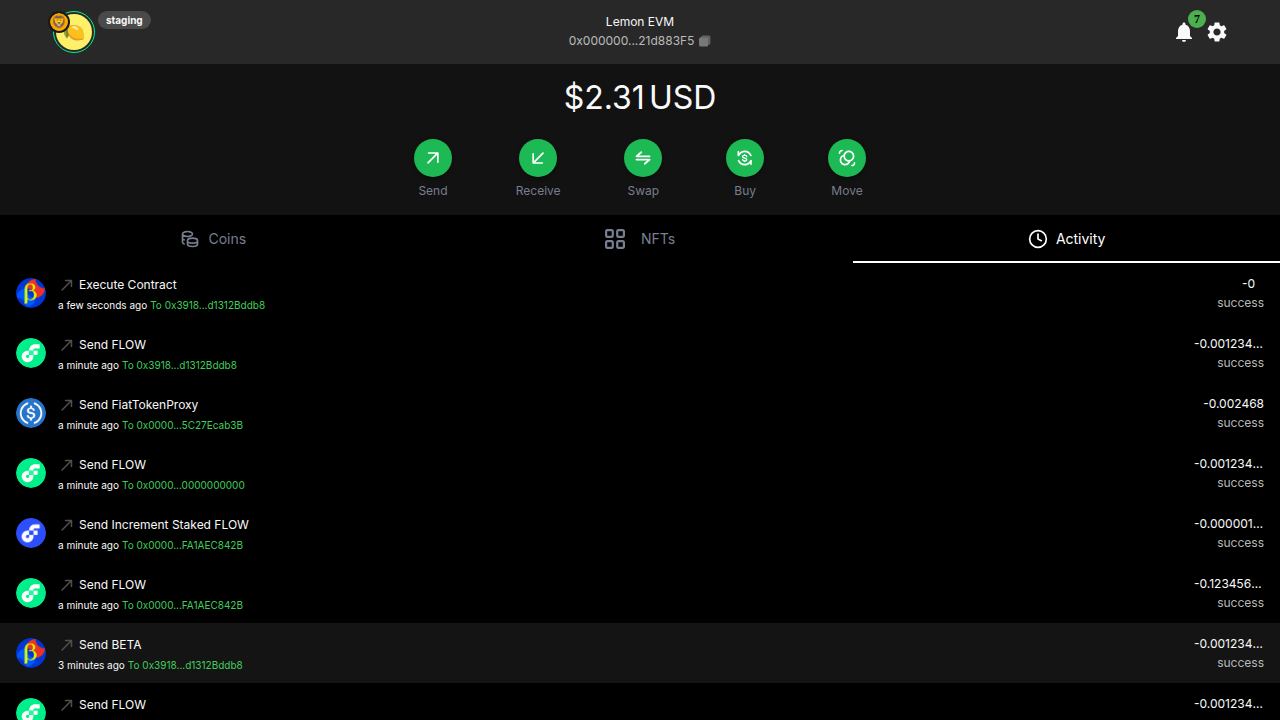 staging
Lemon EVM
0x000000...21d883F5
7
$2.31 USD
Send
Receive
Swap
Buy
Move
Coins
NFTs
Activity
Execute Contract
-0
a few seconds ago To 0x3918...d1312Bddb8
success
Send FLOW
-0.001234...
a minute ago To 0x3918...d1312Bddb8
success
Send FiatTokenProxy
-0.002468
a minute ago To 0x0000...5C27Ecab3B
success
Send FLOW
-0.001234...
a minute ago To 0x0000...0000000000
success
Send Increment Staked FLOW
-0.000001...
a minute ago To 0x0000...FA1AEC842B
success
Send FLOW
-0.123456...
a minute ago To 0x0000...FA1AEC842B
success
Send BETA
-0.001234...
3 minutes ago To 0x3918...d1312Bddb8
success
Send FLOW
-0.001234...